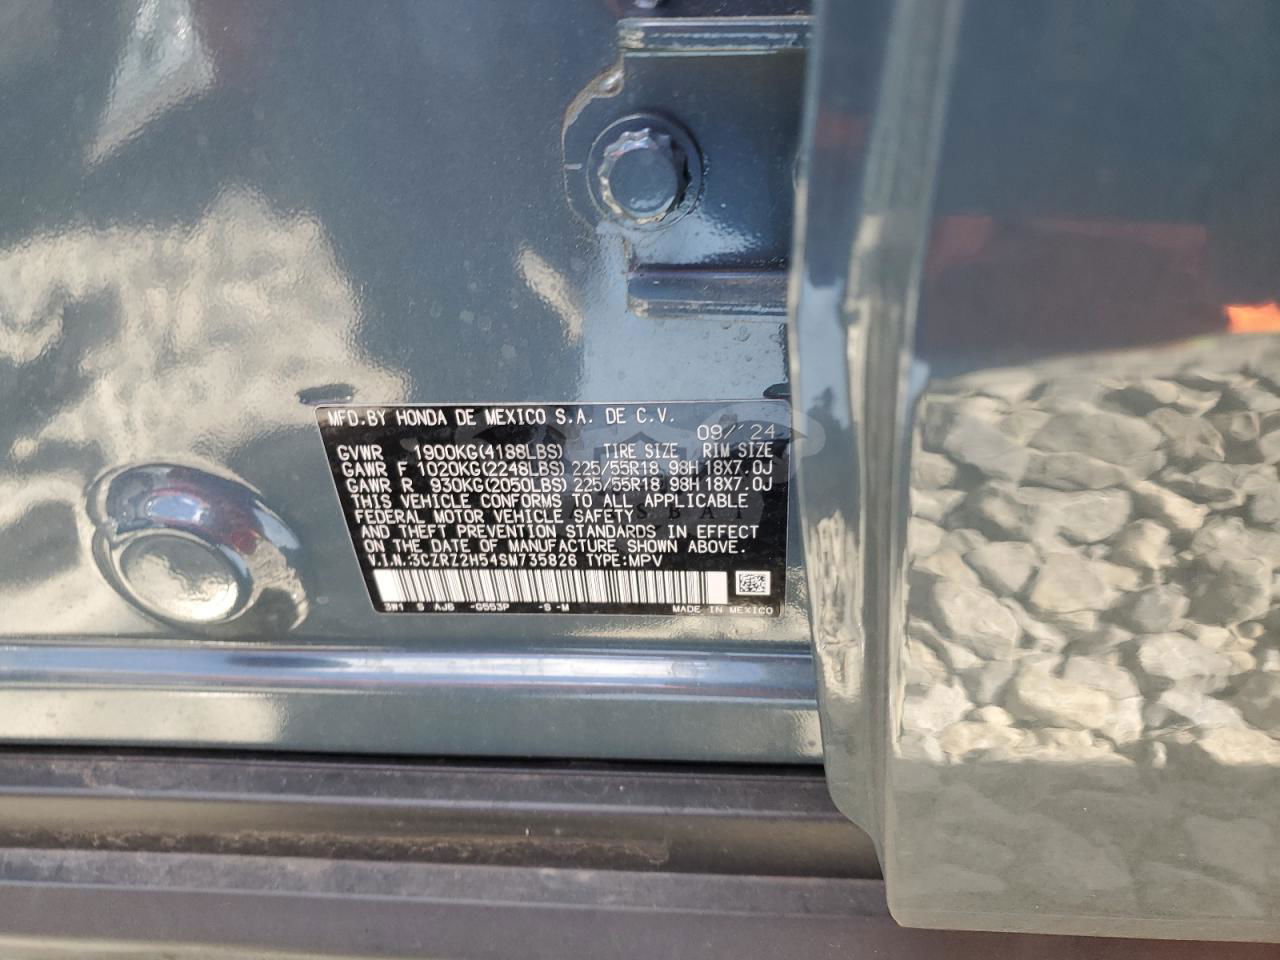 MFD.BY HONDA DE MEXICO S.A. DE C.V.
09/'24
GVWR 1900KG(4188LBS) TIRE SIZE RIM SIZE
GAWR F 1020KG(2248LBS) 225/55R18 98H 18X7.0J
GAWR R 930KG(2050LBS) 225/55R18 98H 18X7.0J
THIS VEHICLE CONFORMS TO ALL APPLICABLE
FEDERAL MOTOR VEHICLE SAFETY
AND THEFT PREVENTION STANDARDS IN EFFECT
ON THE DATE OF MANUFACTURE SHOWN ABOVE.
V.I.N.:3CZRZ2H54SM735826 TYPE:MPV
3W1 S AJ6 -G553P -S -M MADE IN MEXICO